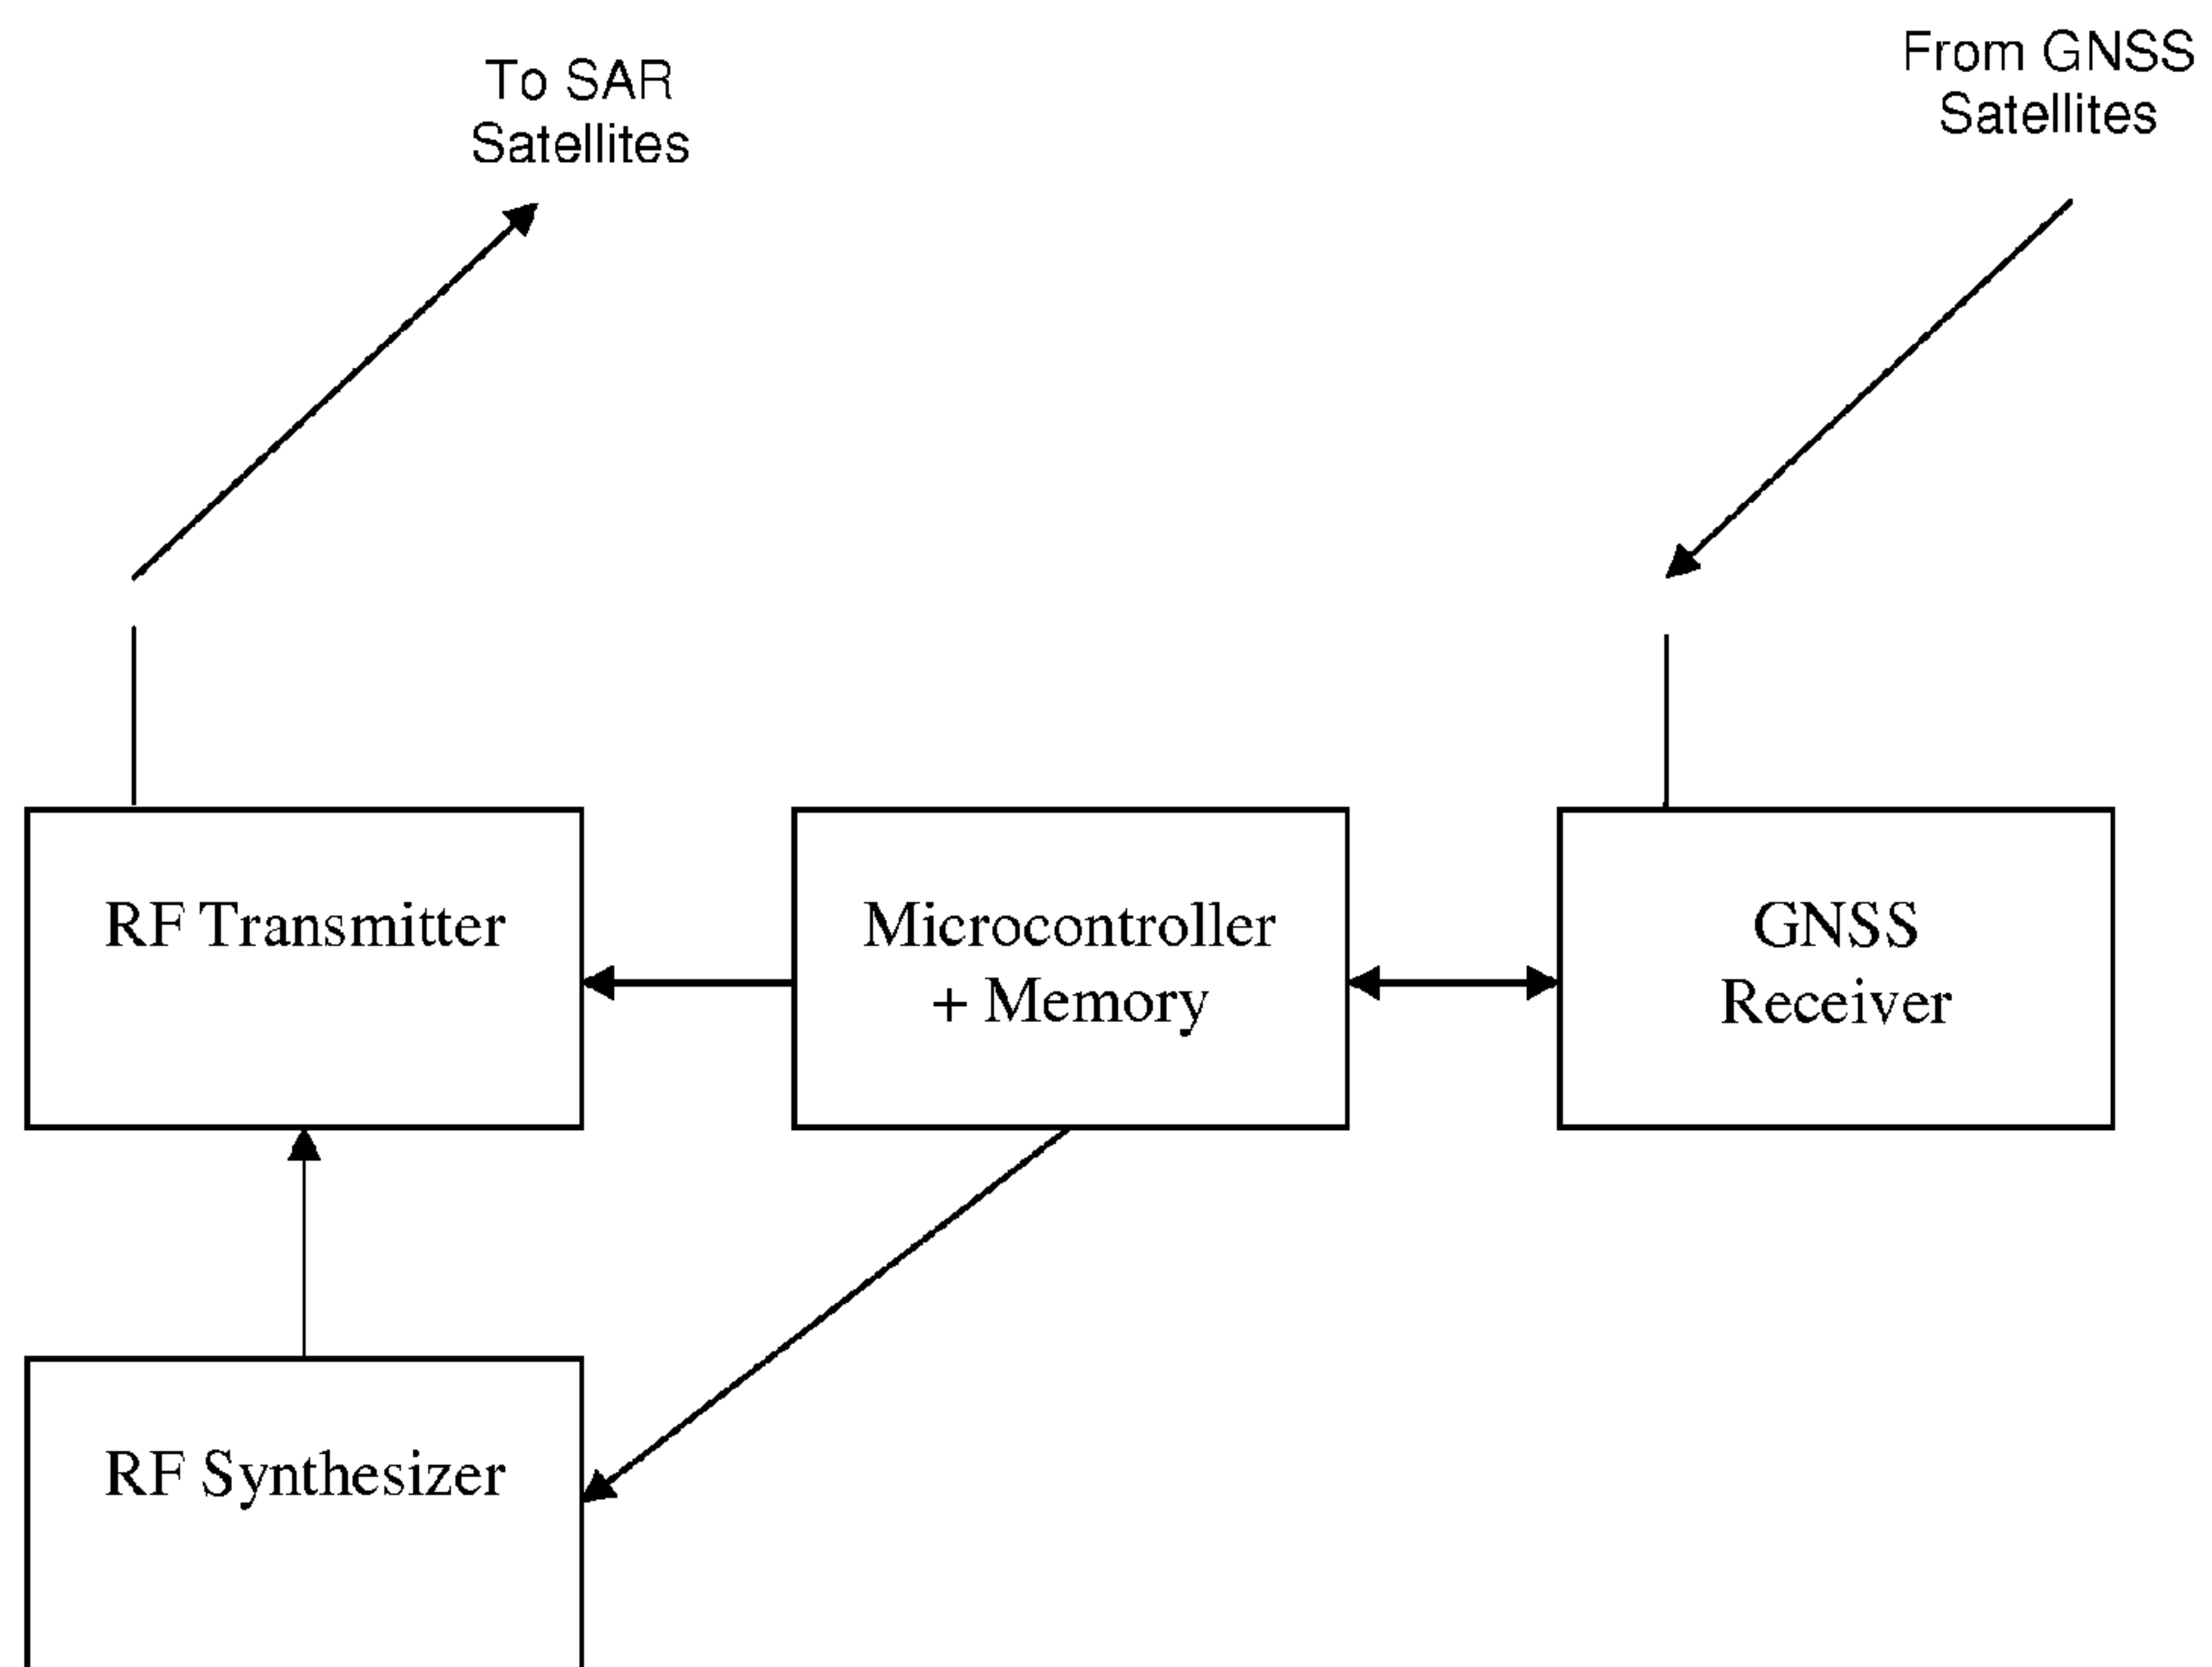 To SAR
Satellites
From GNSS
Satellites
RF Transmitter
Microcontroller
+ Memory
GNSS
Receiver
RF Synthesizer